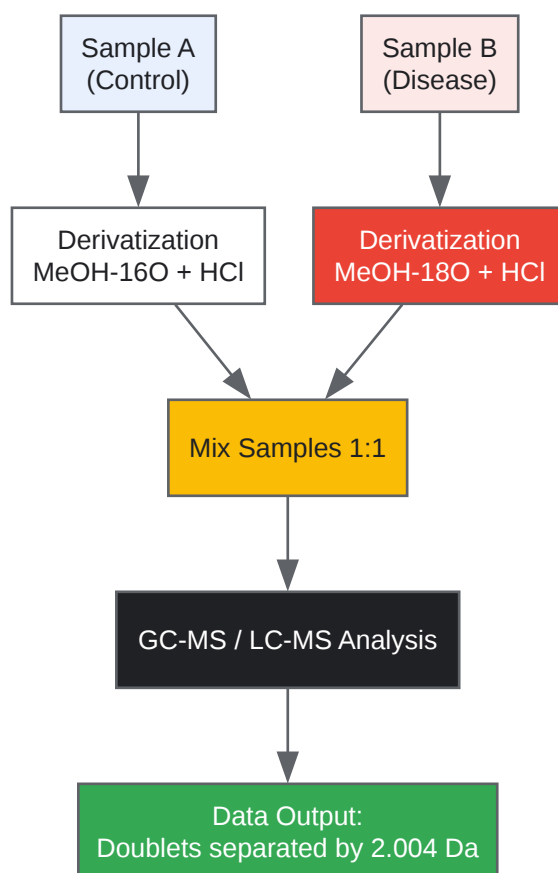 Sample A
(Control)
Sample B
(Disease)
Derivatization
MeOH-16O + HCl
Derivatization
MeOH-18O + HCl
Mix Samples 1:1
GC-MS / LC-MS Analysis
Data Output:
Doublets separated by 2.004 Da